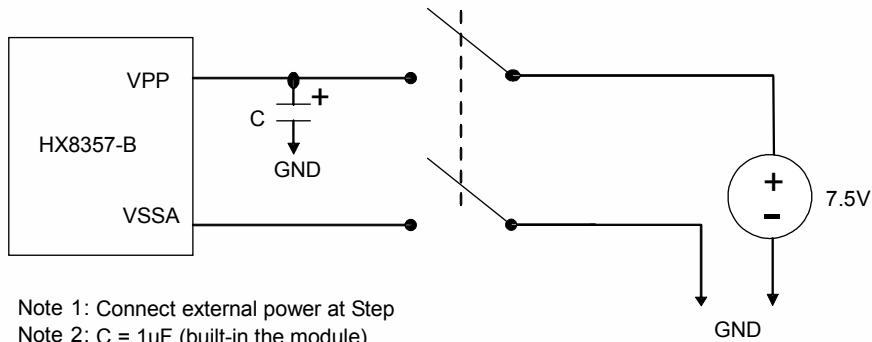 VPP
+
C
HX8357-B
GND
+
-
7.5V
VSSA
Note 1: Connect external power at Step
Note 2: C = 1uF (built-in the module)
GND